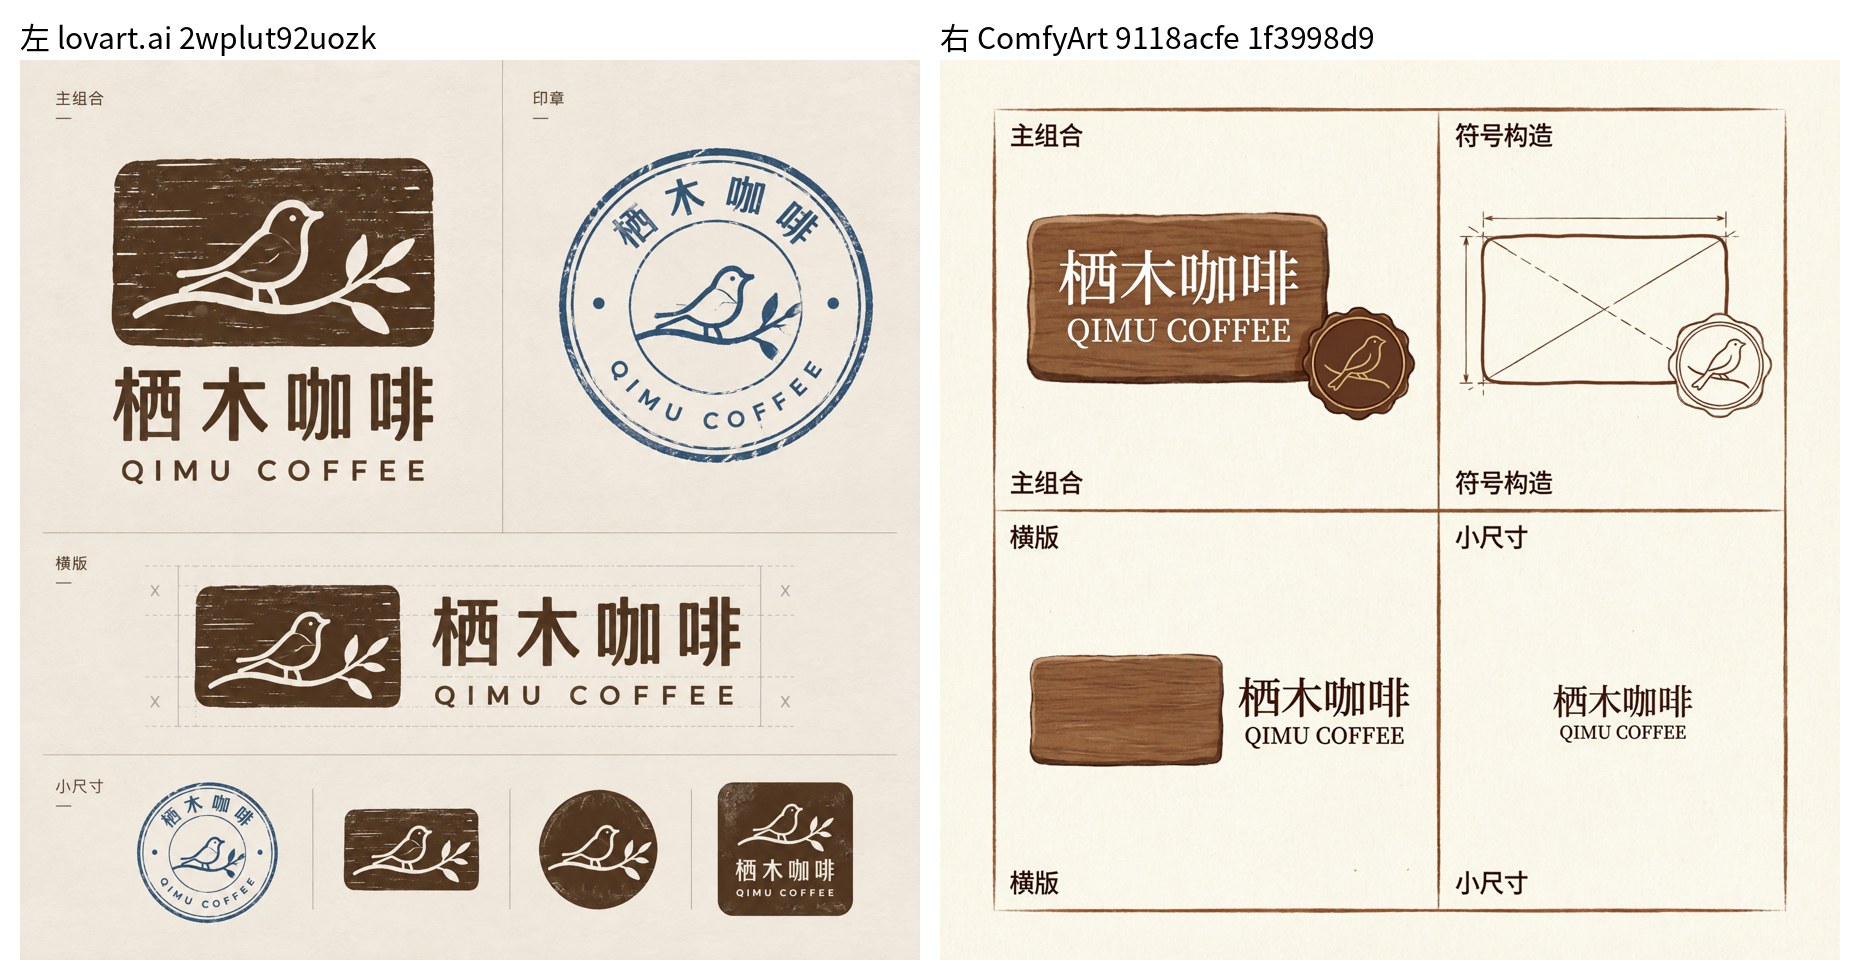 左 lovart.ai 2wplut92uozk
主组合
栖木咖啡
QIMU COFFEE
印章
栖木咖啡
QIMU COFFEE
横版
X
X
栖木咖啡
QIMU COFFEE
X
X
小尺寸
栖木咖啡
QIMU COFFEE
栖木咖啡
QIMU COFFEE
右 ComfyArt 9118acfe 1f3998d9
主组合
栖木咖啡
QIMU COFFEE
主组合
符号构造
符号构造
横版
栖木咖啡
QIMU COFFEE
横版
小尺寸
栖木咖啡
QIMU COFFEE
小尺寸